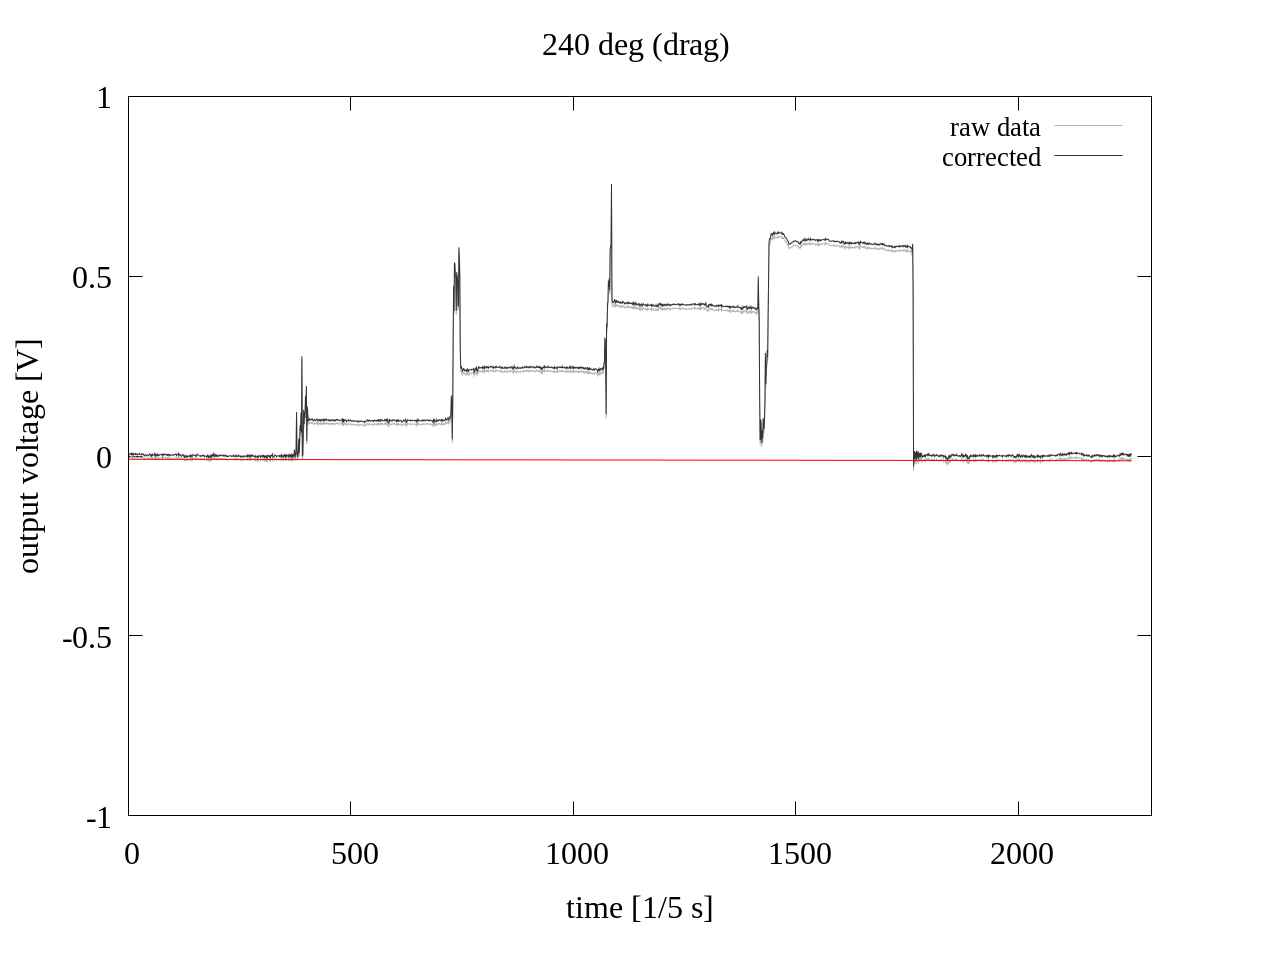 240 deg (drag)
raw data
corrected
output voltage [V]
1
0.5
0
-0.5
-1
0 500 1000 1500 2000
time [1/5 s]